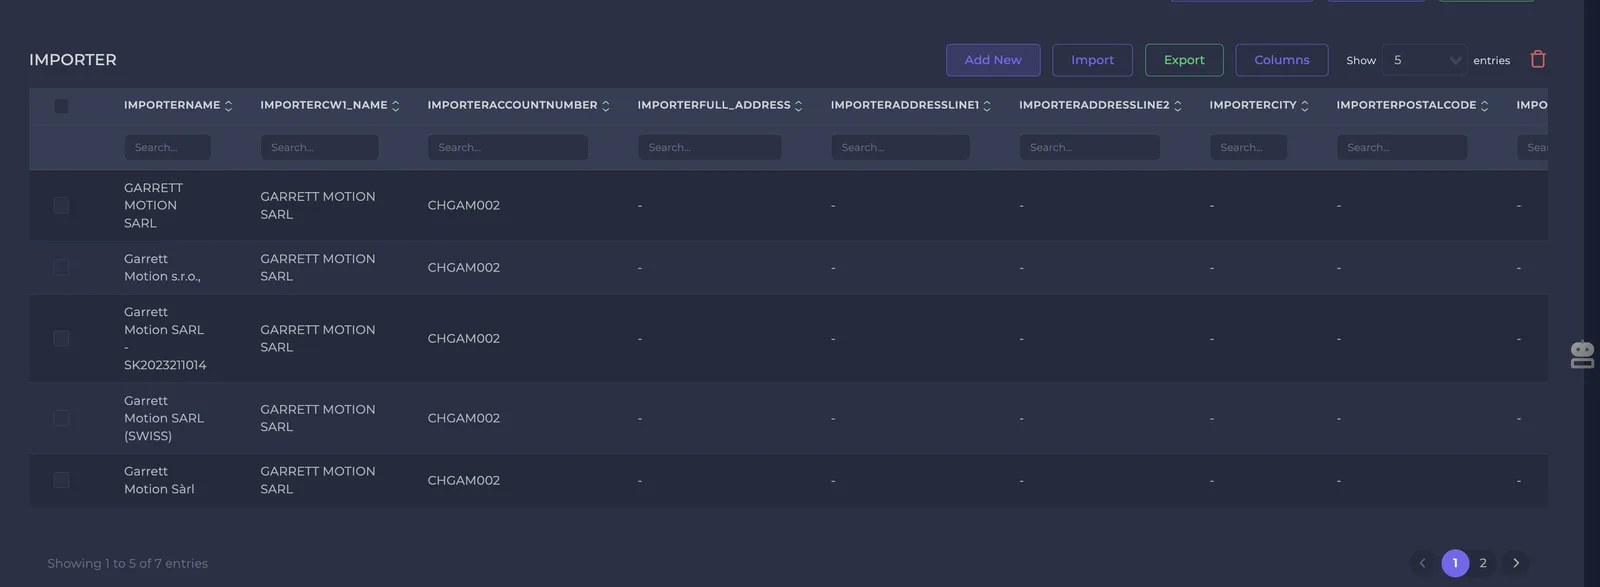 IMPORTER
Add New Import Export Columns Show 5 entries
IMPORTERNAME IMPORTERCW1_NAME IMPORTERACCOUNTNUMBER IMPORTERFULL_ADDRESS IMPORTERADDRESSLINE1 IMPORTERADDRESSLINE2 IMPORTERCITY IMPORTERPOSTALCODE IMPO
Search... Search... Search... Search... Search... Search... Search... Search... Sear
GARRETT
MOTION
SARL
GARRETT MOTION
SARL
CHGAM002 - - - - - -
Garrett
Motion s.r.o.,
GARRETT MOTION
SARL
CHGAM002 - - - - - -
Garrett
Motion SARL
-
SK2023211014
GARRETT MOTION
SARL
CHGAM002 - - - - - -
Garrett
Motion SARL
(SWISS)
GARRETT MOTION
SARL
CHGAM002 - - - - - -
Garrett
Motion Sàrl
GARRETT MOTION
SARL
CHGAM002 - - - - - -
Showing 1 to 5 of 7 entries
1 2